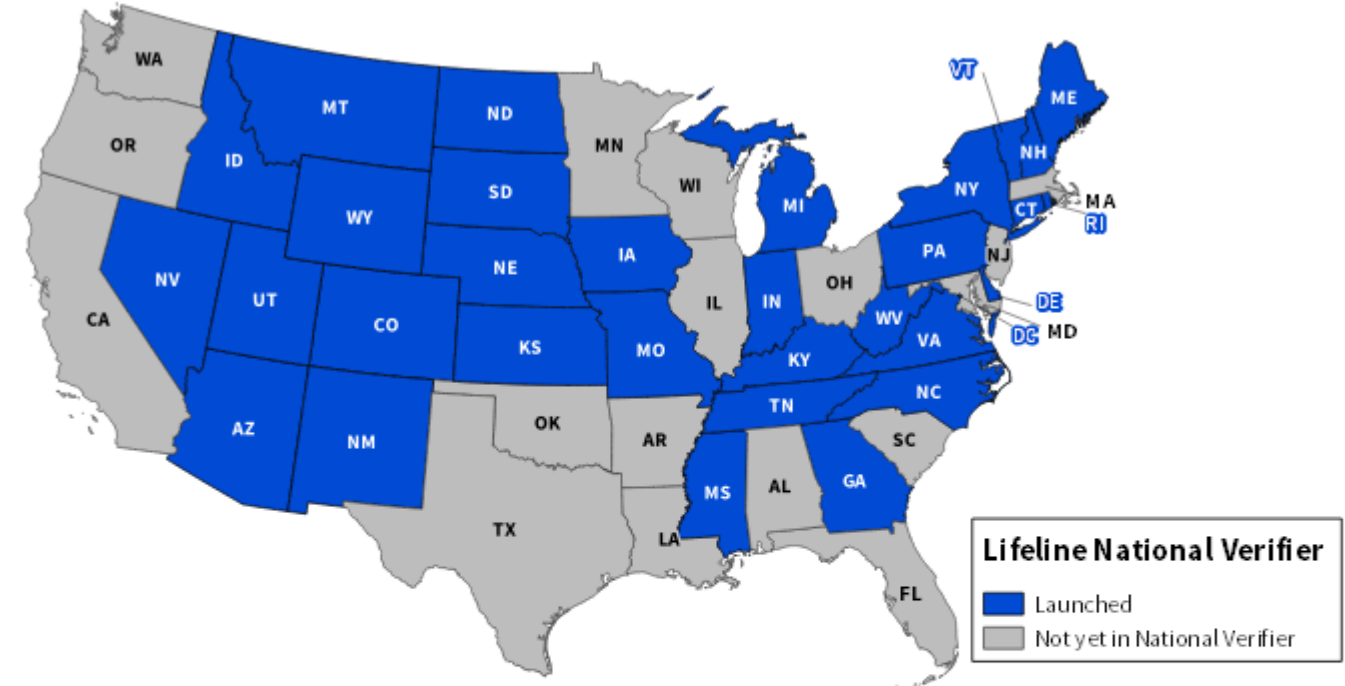 WA
MT
ND
MN
VT
ME
OR
ID
SD
WI
MI
NY
NH
MA
CT
RI
WY
IA
PA
NJ
NV
UT
NE
IL
IN
OH
DE
CA
CO
KS
MO
KY
WV
VA
DC
MD
AZ
NM
OK
AR
TN
NC
SC
MS
AL
GA
TX
LA
FL
Lifeline National Verifier
Launched
Not yet in National Verifier